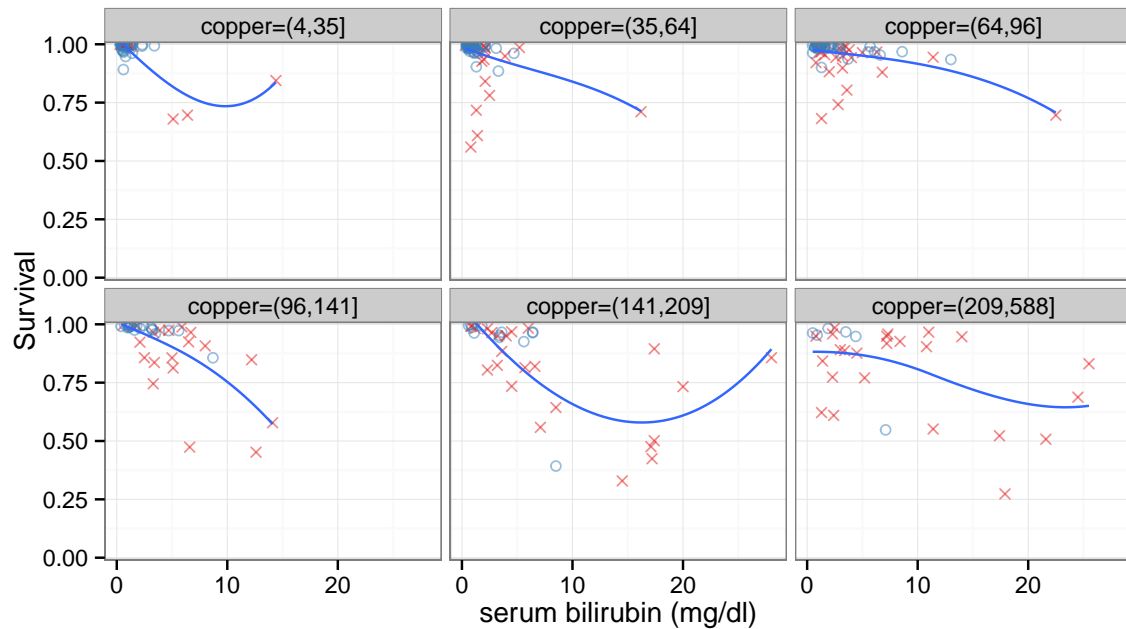 copper=(4,35]
copper=(35,64]
copper=(64,96]
1.00
0.75
0.50
0.25
0.00
copper=(96,141]
copper=(141,209]
copper=(209,588]
1.00
0.75
0.50
0.25
0.00
0 10 20
0 10 20
0 10 20
Survival
serum bilirubin (mg/dl)